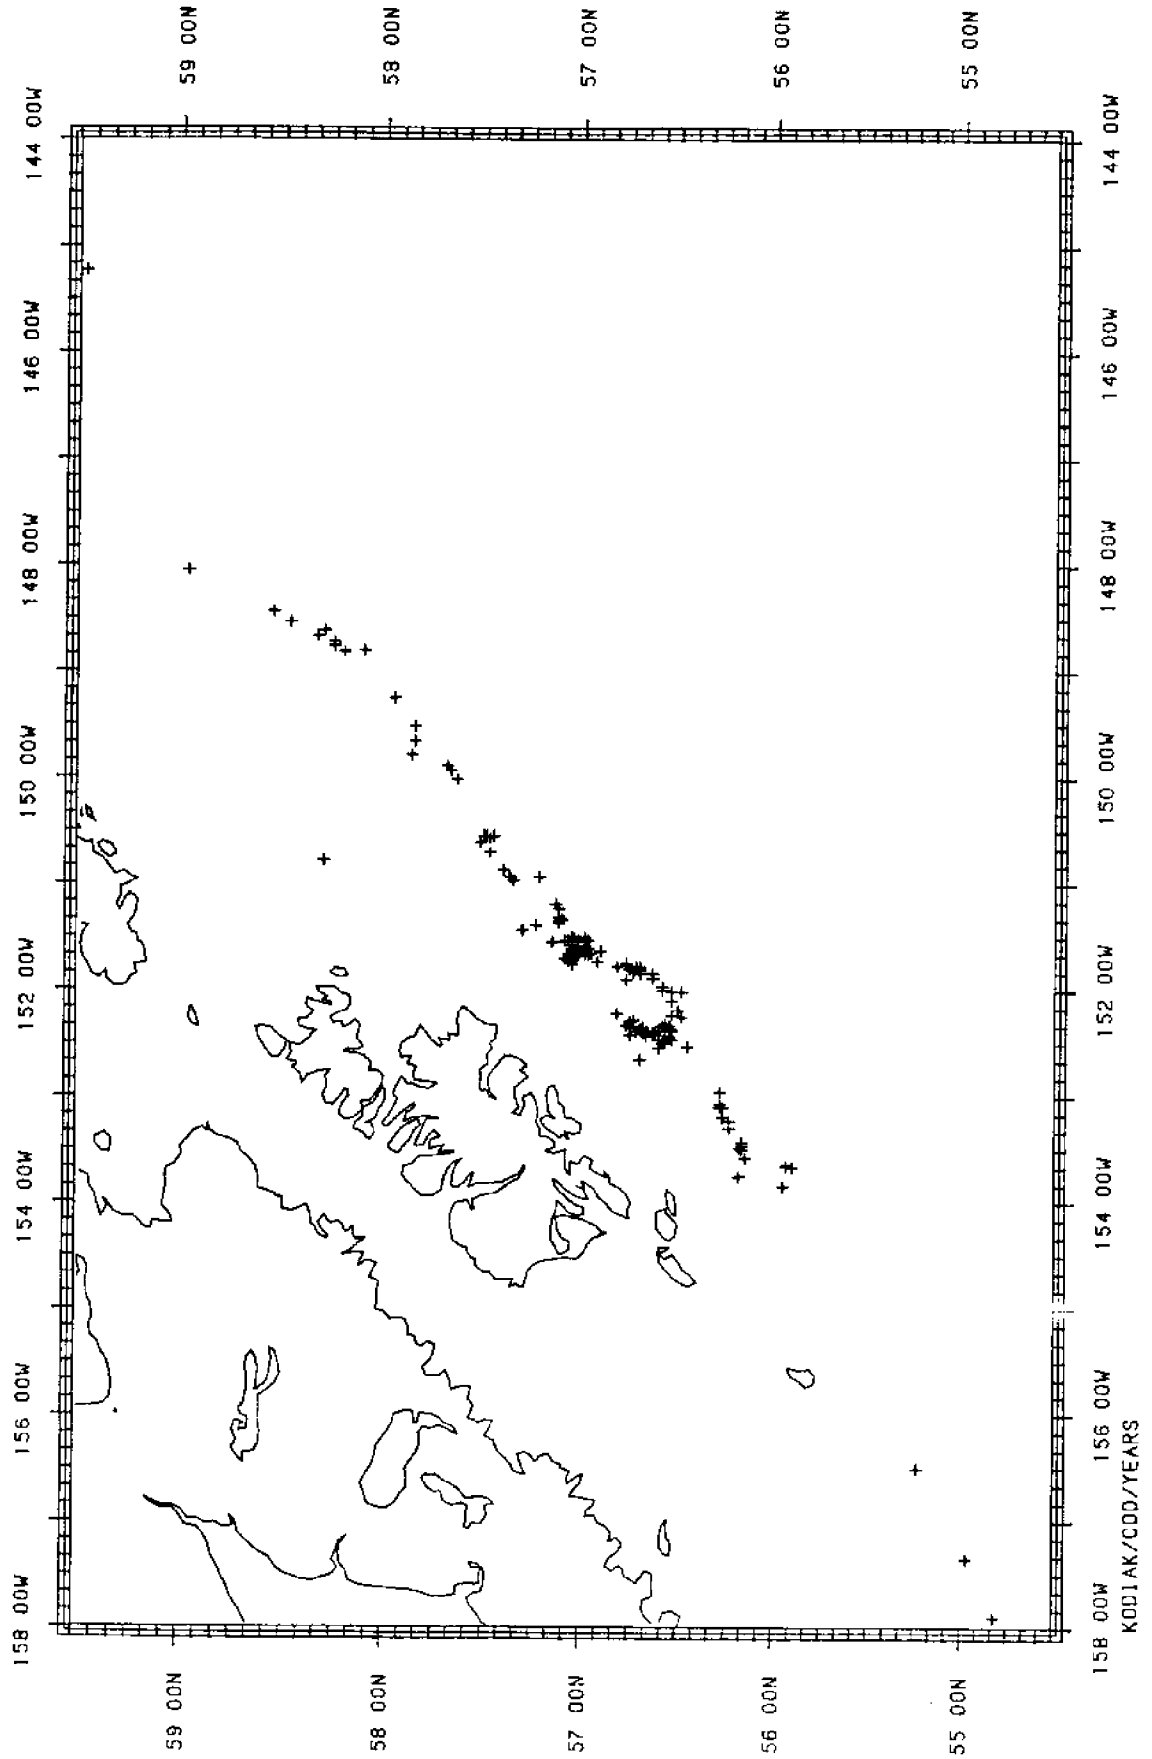 158 00W 156 00W 154 00W 152 00W 150 00W 148 00W 146 00W 144 00W
59 00N 59 00N
58 00N 58 00N
57 00N 57 00N
56 00N 56 00N
55 00N 55 00N
158 00W 156 00W 154 00W 152 00W 150 00W 148 00W 146 00W 144 00W
KODIAK/COD/YEARS